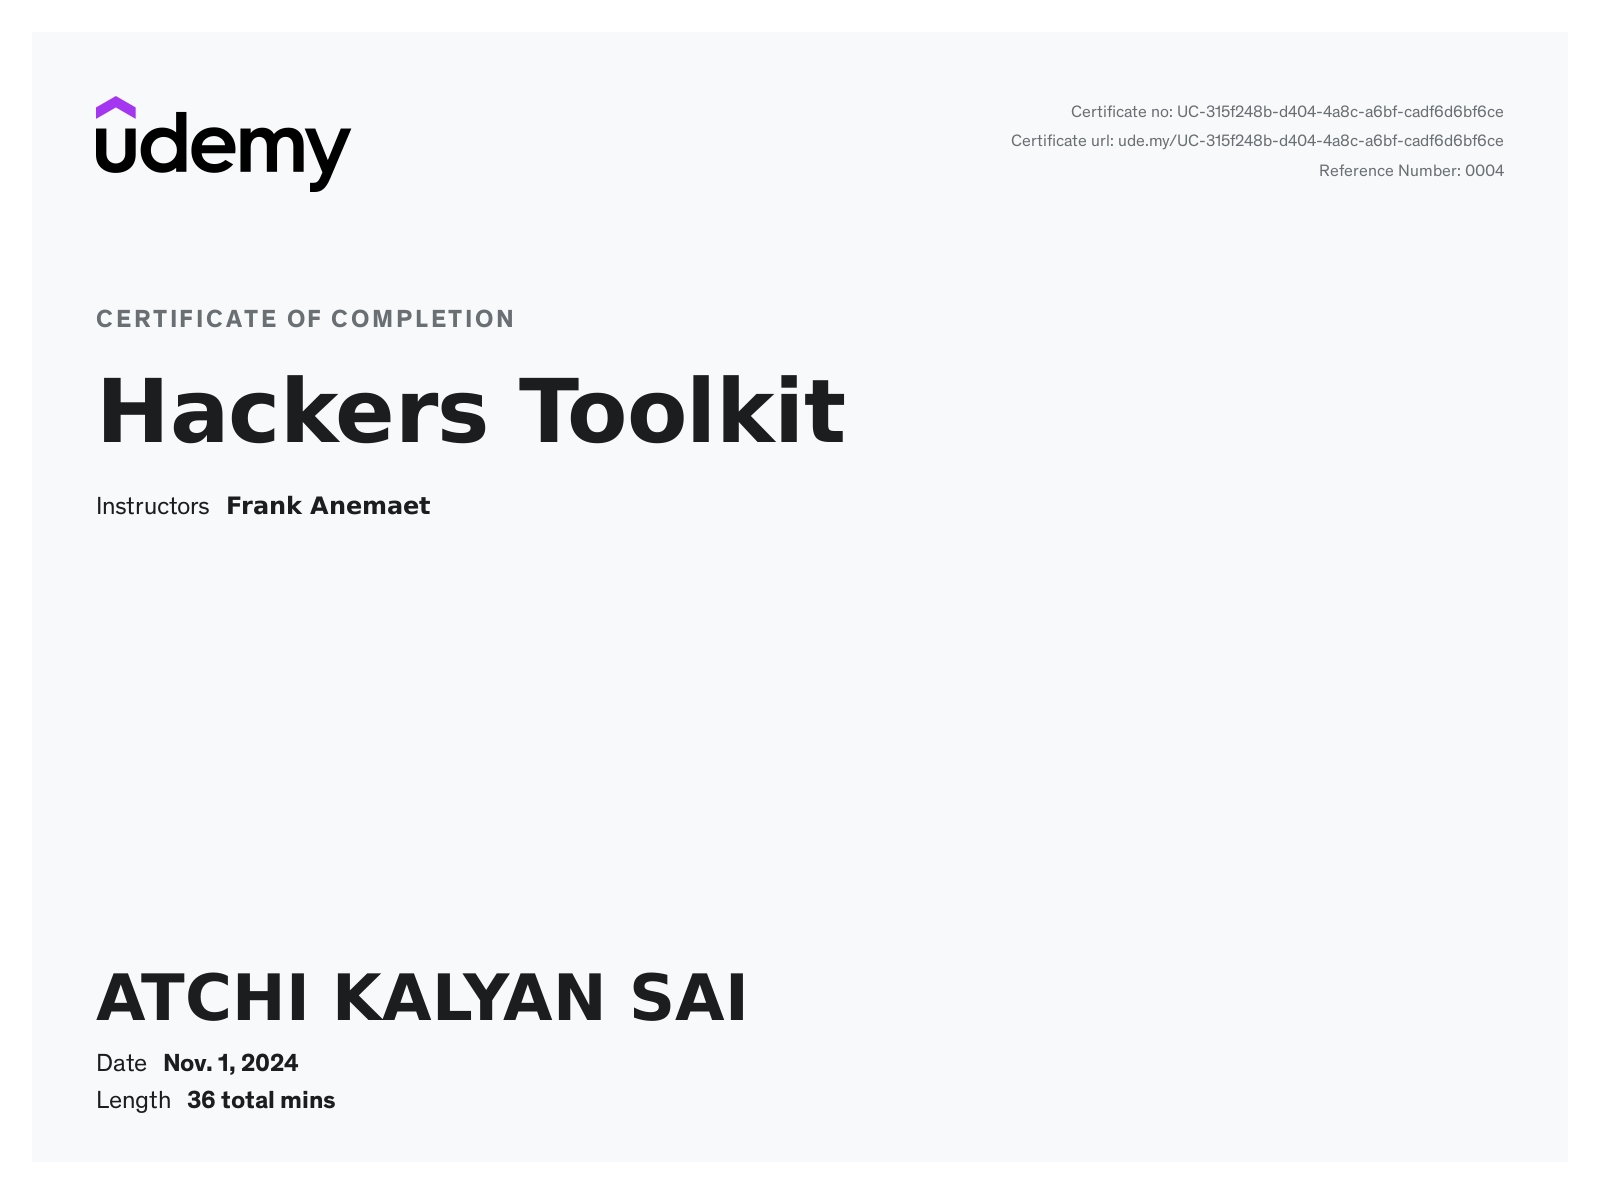 udemy
Certificate no: UC-315f248b-d404-4a8c-a6bf-cadf6d6bf6ce
Certificate url: ude.my/UC-315f248b-d404-4a8c-a6bf-cadf6d6bf6ce
Reference Number: 0004
CERTIFICATE OF COMPLETION
Hackers Toolkit
Instructors Frank Anemaet
ATCHI KALYAN SAI
Date Nov. 1, 2024
Length 36 total mins